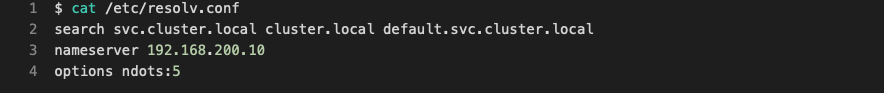 1 $ cat /etc/resolv.conf
2 search svc.cluster.local cluster.local default.svc.cluster.local
3 nameserver 192.168.200.10
4 options ndots:5